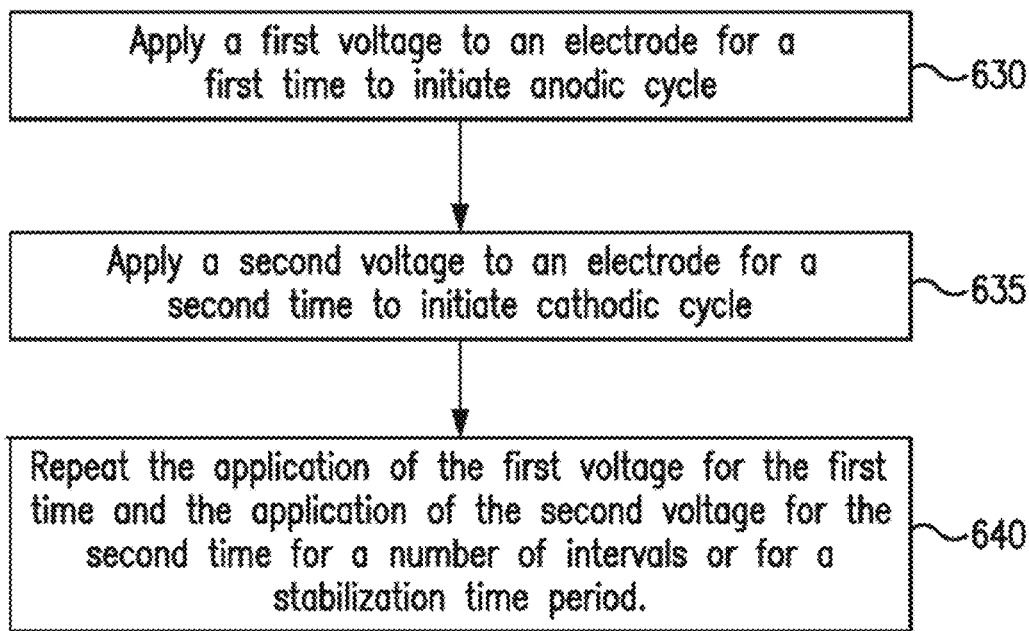 Apply a first voltage to an electrode for a
first time to initiate anodic cycle
630
Apply a second voltage to an electrode for a
second time to initiate cathodic cycle
635
Repeat the application of the first voltage for the first
time and the application of the second voltage for the
second time for a number of intervals or for a
stabilization time period.
640